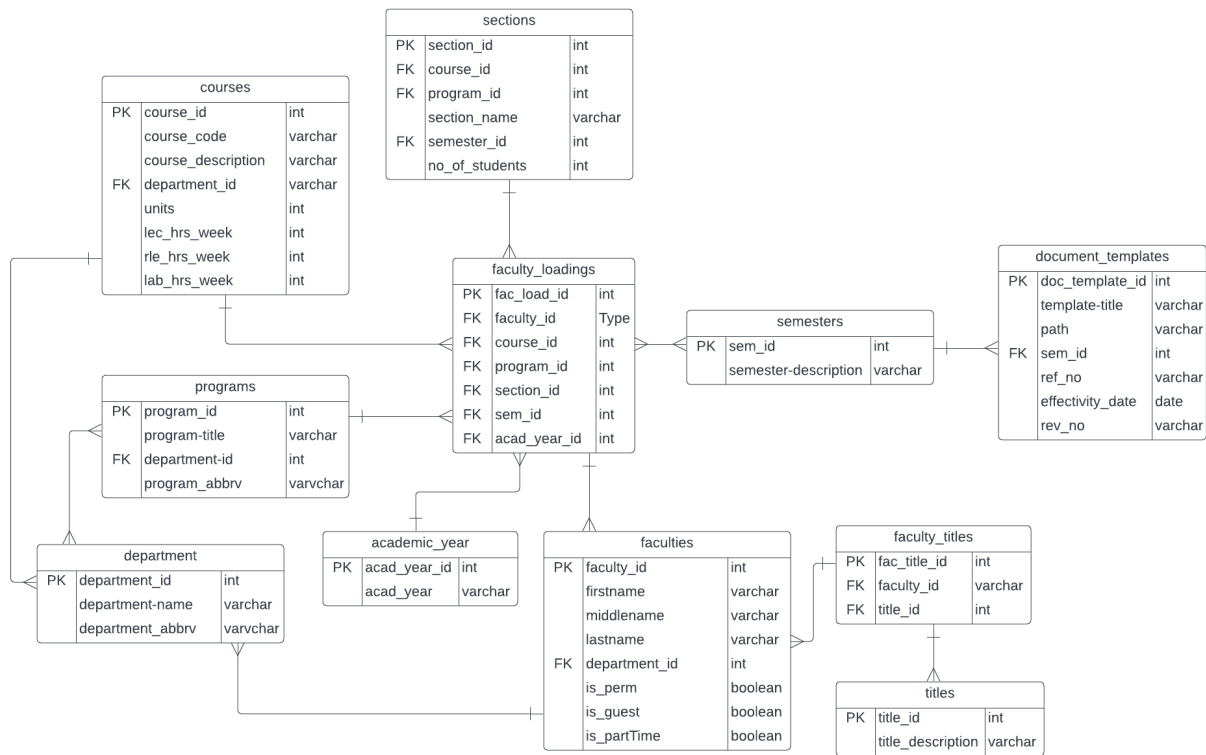 sections
PK section_id int
FK course_id int
FK program_id int
section_name varchar
FK semester_id int
no_of_students int
courses
PK course_id int
course_code varchar
course_description varchar
FK department_id varchar
units int
lec_hrs_week int
rle_hrs_week int
lab_hrs_week int
faculty_loadings
PK fac_load_id int
FK faculty_id Type
FK course_id int
FK program_id int
FK section_id int
FK sem_id int
FK acad_year_id int
semesters
PK sem_id int
semester-description varchar
document_templates
PK doc_template_id int
template-title varchar
path varchar
FK sem_id int
ref_no varchar
effectivity_date date
rev_no varchar
programs
PK program_id int
program-title varchar
FK department-id int
program_abbrv varvchar
department
PK department_id int
department-name varchar
department_abbrv varvchar
academic_year
PK acad_year_id int
acad_year varchar
faculties
PK faculty_id int
firstname varchar
middlename varchar
lastname varchar
FK department_id int
is_perm boolean
is_guest boolean
is_partTime boolean
faculty_titles
PK fac_title_id int
FK faculty_id varchar
FK title_id int
titles
PK title_id int
title_description varchar